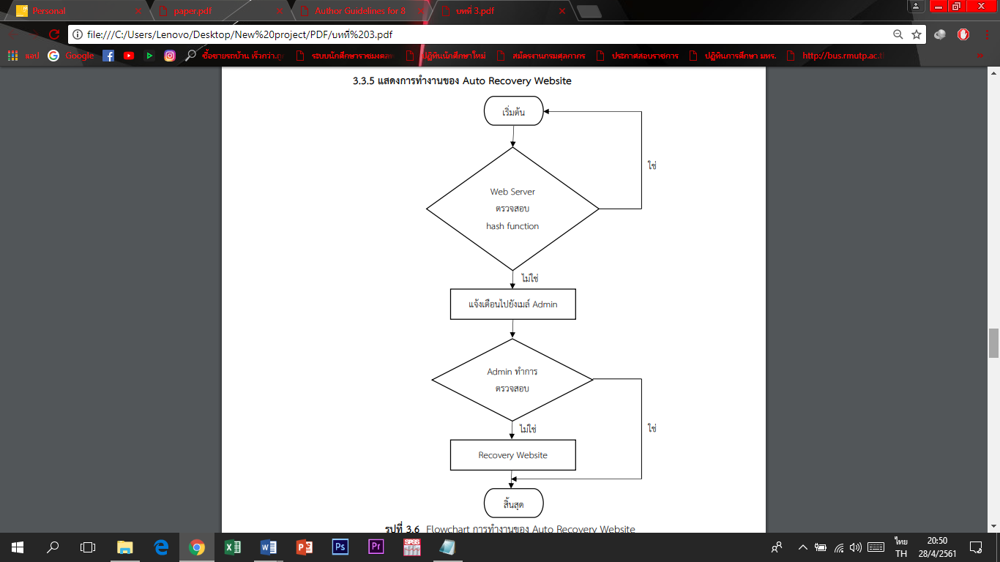 Personal
paper.pdf
Author Guidelines for 8
บทที่ 3.pdf
file:///C:/Users/Lenovo/Desktop/New%20project/PDF/บทที่%203.pdf
แอป
Google
ซื้อขายรถบ้าน เร็วกว่า.ถูก
ระบบนักศึกษาราชมงคลพ
ปฏิทินนักศึกษาใหม่
สมัครงานกรมศุลกากร
ประกาศสอบราชการ
ปฏิทินการศึกษา มทร.
http://bus.rmutp.ac.t
»
3.3.5 แสดงการทำงานของ Auto Recovery Website
เริ่มต้น
ใช่
Web Server
ตรวจสอบ
hash function
ไม่ใช่
แจ้งเตือนไปยังเมล์ Admin
Admin ทำการ
ตรวจสอบ
ไม่ใช่
ใช่
Recovery Website
สิ้นสุด
รูปที่ 3.6 Flowchart การทำงานของ Auto Recovery Website
Ps
Pr
SPSS
ไทย
TH
20:50
28/4/2561